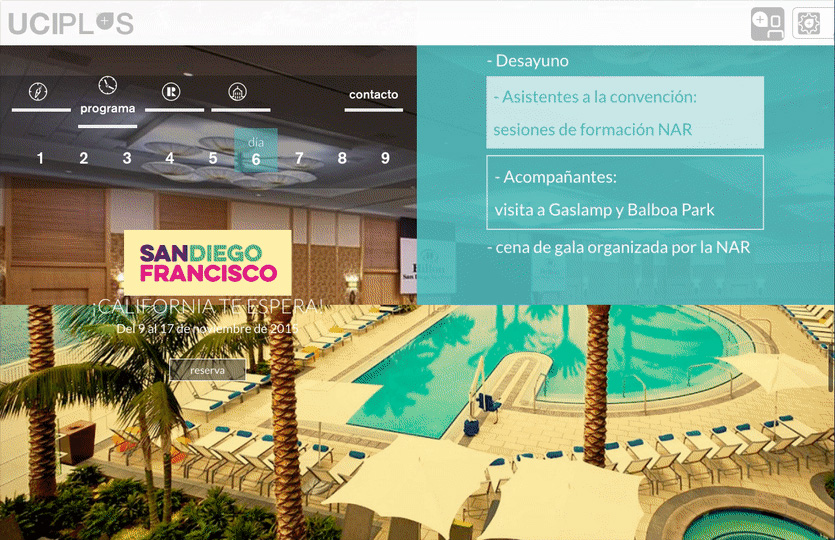 UCIPLUS
programa
contacto
día
1 2 3 4 5 6 7 8 9
- Desayuno
- Asistentes a la convención:
sesiones de formación NAR
- Acompañantes:
visita a Gaslamp y Balboa Park
- cena de gala organizada por la NAR
Hilton
San Diego
SANDIEGO
FRANCISCO
¡CALIFORNIA TE ESPERA!
Del 9 al 17 de noviembre de 2015
reserva